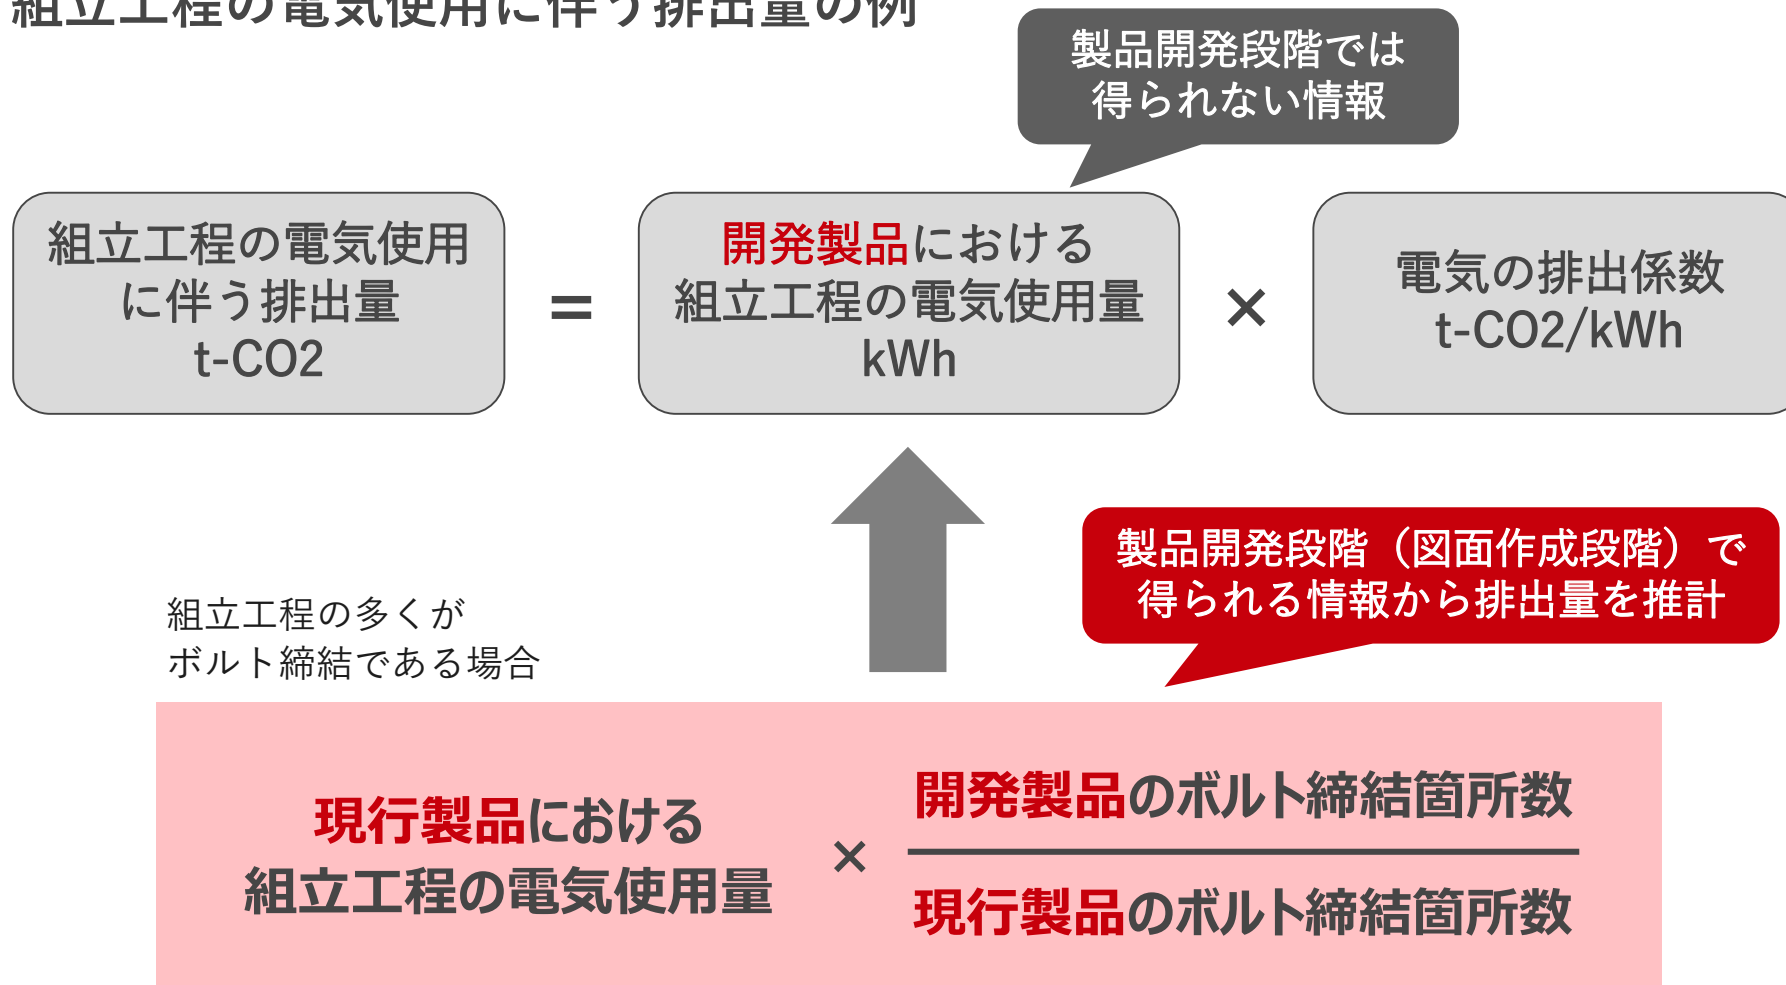 組立工程の電気使用に伴う排出量の例
製品開発段階では
得られない情報
組立工程の電気使用
に伴う排出量
t-CO2
=
開発製品における
組立工程の電気使用量
kWh
×
電気の排出係数
t-CO2/kWh
製品開発段階（図面作成段階）で
得られる情報から排出量を推計
組立工程の多くが
ボルト締結である場合
現行製品における
組立工程の電気使用量
×
開発製品のボルト締結箇所数
現行製品のボルト締結箇所数